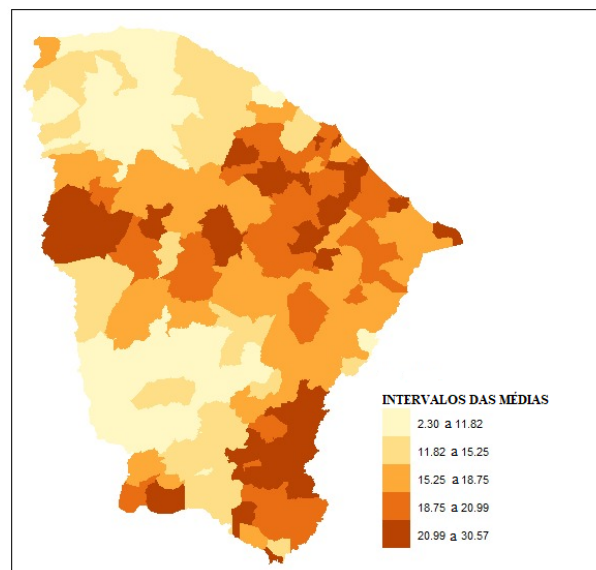 INTERVALOS DAS MÉDIAS
2.30 a 11.82
11.82 a 15.25
15.25 a 18.75
18.75 a 20.99
20.99 a 30.57